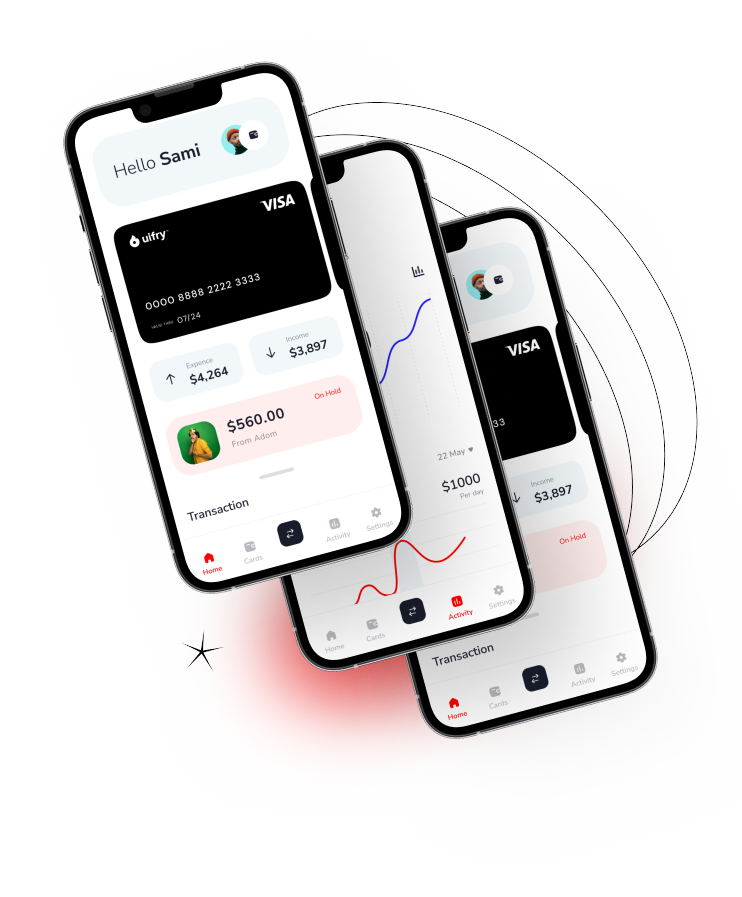 Hello Sami
VISA
uifry
0000 8888 2222 3333
VALID THRU 07/24
Expence
$4,264
Income
$3,897
On Hold
$560.00
From Adom
Transaction
Home
Cards
Activity
Settings
22 May
$1000
Per day
Home
Cards
Activity
Settings
VISA
33
Income
$3,897
On Hold
Transaction
Home
Cards
Activity
Settings